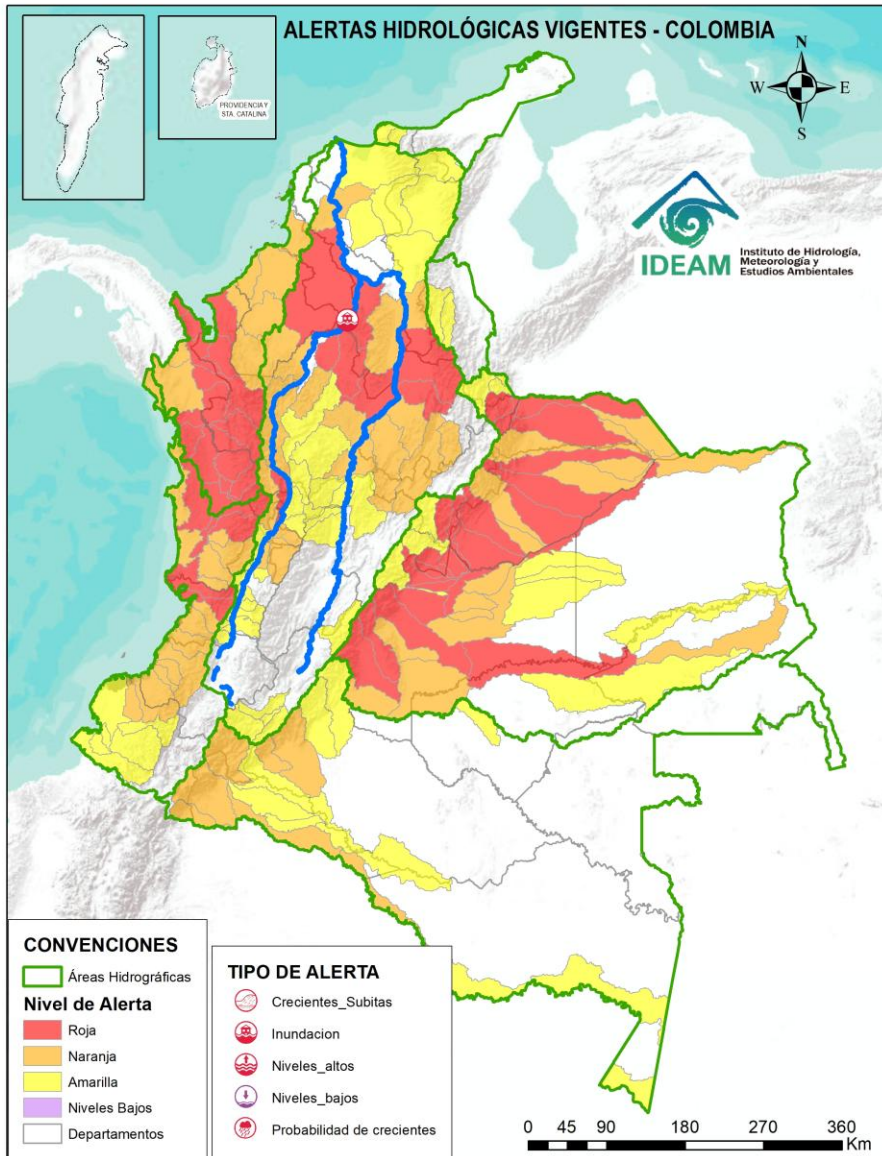 ALERTAS HIDROLÓGICAS VIGENTES - COLOMBIA
PROVIDENCIA Y
STA. CATALINA
N
W
E
S
IDEAM
Instituto de Hidrología,
Meteorología y
Estudios Ambientales
CONVENCIONES
Áreas Hidrográficas
Nivel de Alerta
Roja
Naranja
Amarilla
Niveles Bajos
Departamentos
TIPO DE ALERTA
Crecientes_Subitas
Inundacion
Niveles_altos
Niveles_bajos
Probabilidad de crecientes
0 45 90 180 270 360
Km